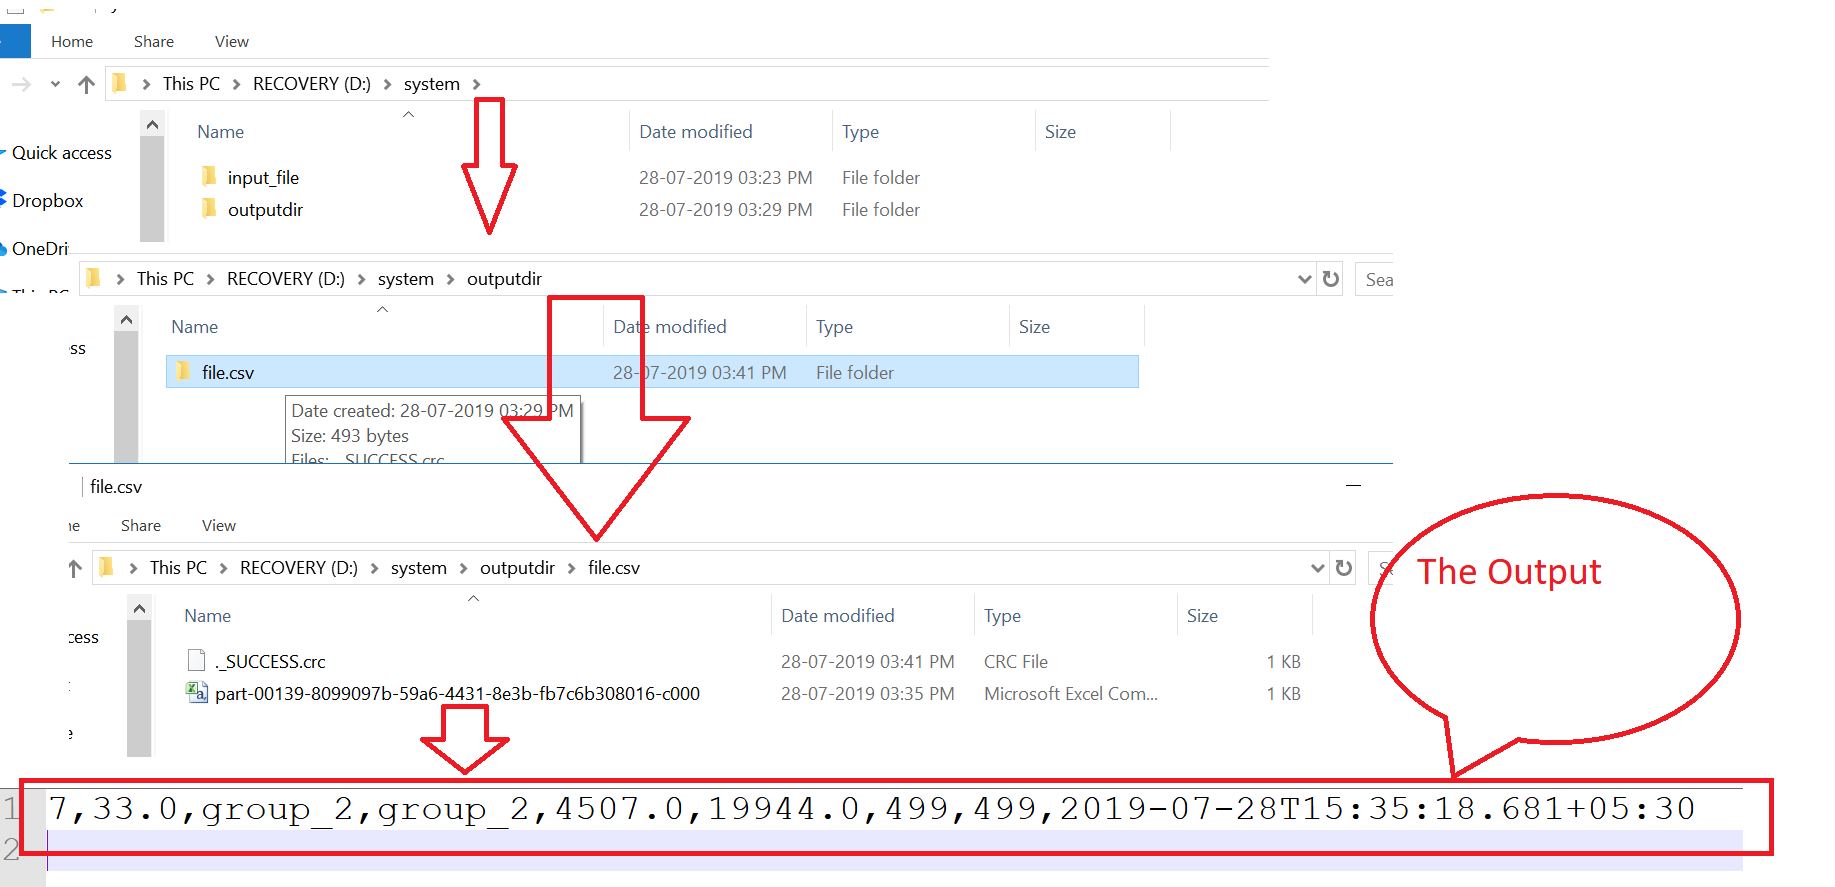 Home Share View
This PC RECOVERY (D:) system
Name Date modified Type Size
Quick access
input_file 28-07-2019 03:23 PM File folder
Dropbox
outputdir 28-07-2019 03:29 PM File folder
OneDri
This PC RECOVERY (D:) system outputdir Sea
Name Date modified Type Size
ss
file.csv 28-07-2019 03:41 PM File folder
Date created: 28-07-2019 03:29 PM
Size: 493 bytes
Files: ._SUCCESS.crc
file.csv
ne Share View
This PC RECOVERY (D:) system outputdir file.csv
The Output
Name Date modified Type Size
cess
._SUCCESS.crc 28-07-2019 03:41 PM CRC File 1 KB
part-00139-8099097b-59a6-4431-8e3b-fb7c6b308016-c000 28-07-2019 03:35 PM Microsoft Excel Com... 1 KB
e
1 7,33.0,group_2,group_2,4507.0,19944.0,499,499,2019-07-28T15:35:18.681+05:30
2